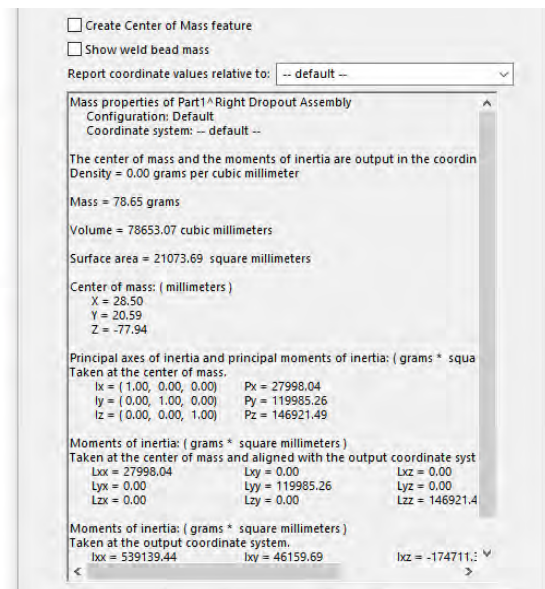 Create Center of Mass feature
Show weld bead mass
Report coordinate values relative to: -- default --
Mass properties of Part1^Right Dropout Assembly
Configuration: Default
Coordinate system: -- default --
The center of mass and the moments of inertia are output in the coordin
Density = 0.00 grams per cubic millimeter
Mass = 78.65 grams
Volume = 78653.07 cubic millimeters
Surface area = 21073.69 square millimeters
Center of mass: ( millimeters )
X = 28.50
Y = 20.59
Z = -77.94
Principal axes of inertia and principal moments of inertia: ( grams * squa
Taken at the center of mass.
Ix = ( 1.00, 0.00, 0.00) Px = 27998.04
Iy = ( 0.00, 1.00, 0.00) Py = 119985.26
Iz = ( 0.00, 0.00, 1.00) Pz = 146921.49
Moments of inertia: ( grams * square millimeters )
Taken at the center of mass and aligned with the output coordinate syst
Lxx = 27998.04 Lxy = 0.00 Lxz = 0.00
Lyx = 0.00 Lyy = 119985.26 Lyz = 0.00
Lzx = 0.00 Lzy = 0.00 Lzz = 146921.4
Moments of inertia: ( grams * square millimeters )
Taken at the output coordinate system.
Ixx = 539139.44 Ixy = 46159.69 Ixz = -174711.